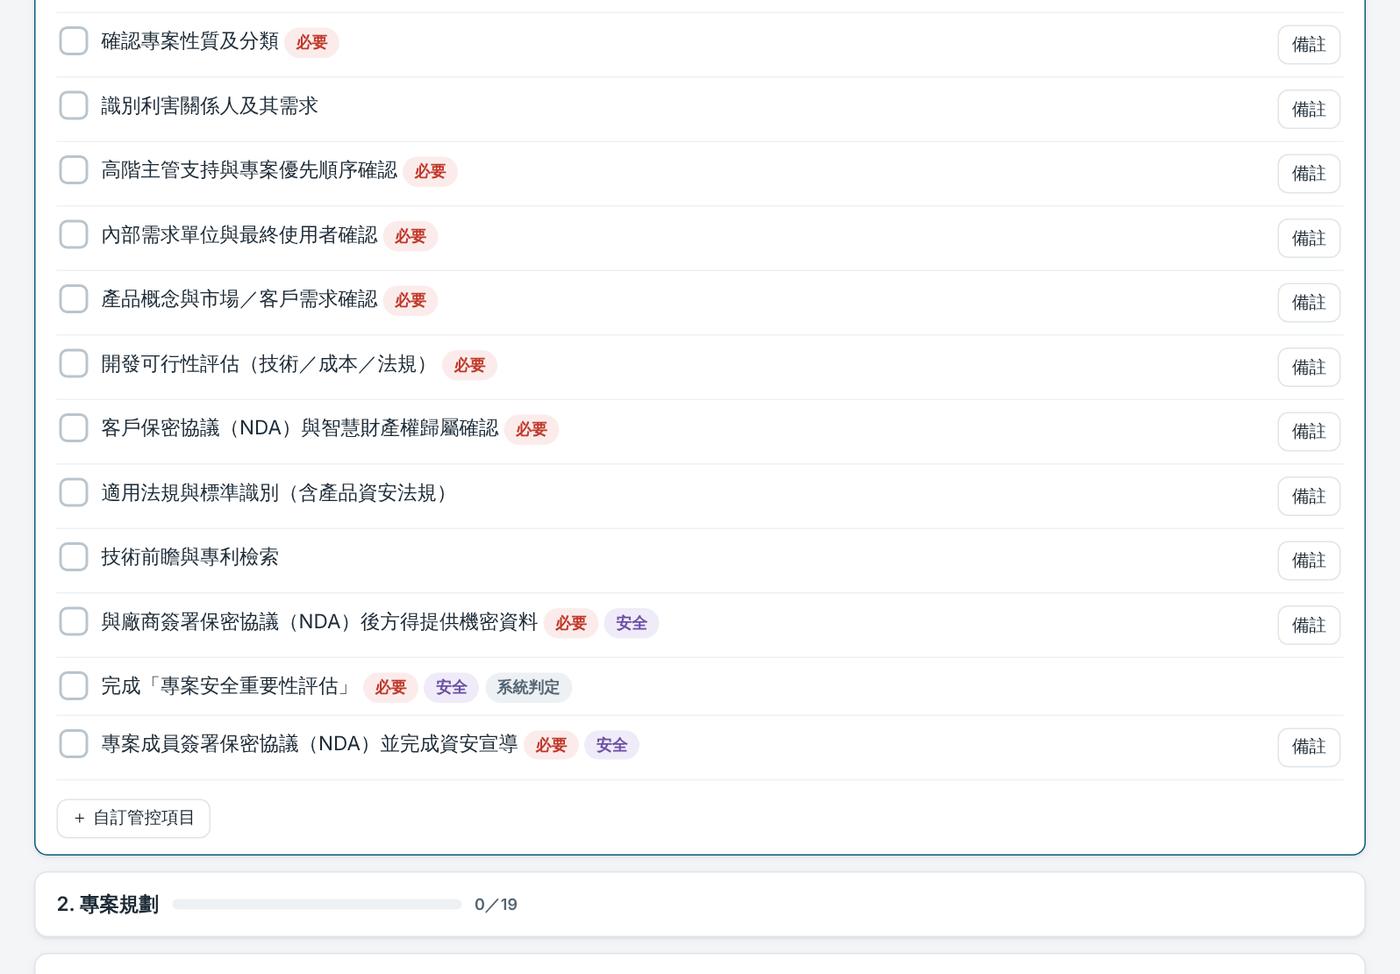 確認專案性質及分類 必要 備註
識別利害關係人及其需求 備註
高階主管支持與專案優先順序確認 必要 備註
內部需求單位與最終使用者確認 必要 備註
產品概念與市場／客戶需求確認 必要 備註
開發可行性評估（技術／成本／法規） 必要 備註
客戶保密協議（NDA）與智慧財產權歸屬確認 必要 備註
適用法規與標準識別（含產品資安法規） 備註
技術前瞻與專利檢索 備註
與廠商簽署保密協議（NDA）後方得提供機密資料 必要 安全 備註
完成「專案安全重要性評估」 必要 安全 系統判定
專案成員簽署保密協議（NDA）並完成資安宣導 必要 安全 備註
＋ 自訂管控項目
2. 專案規劃 0／19